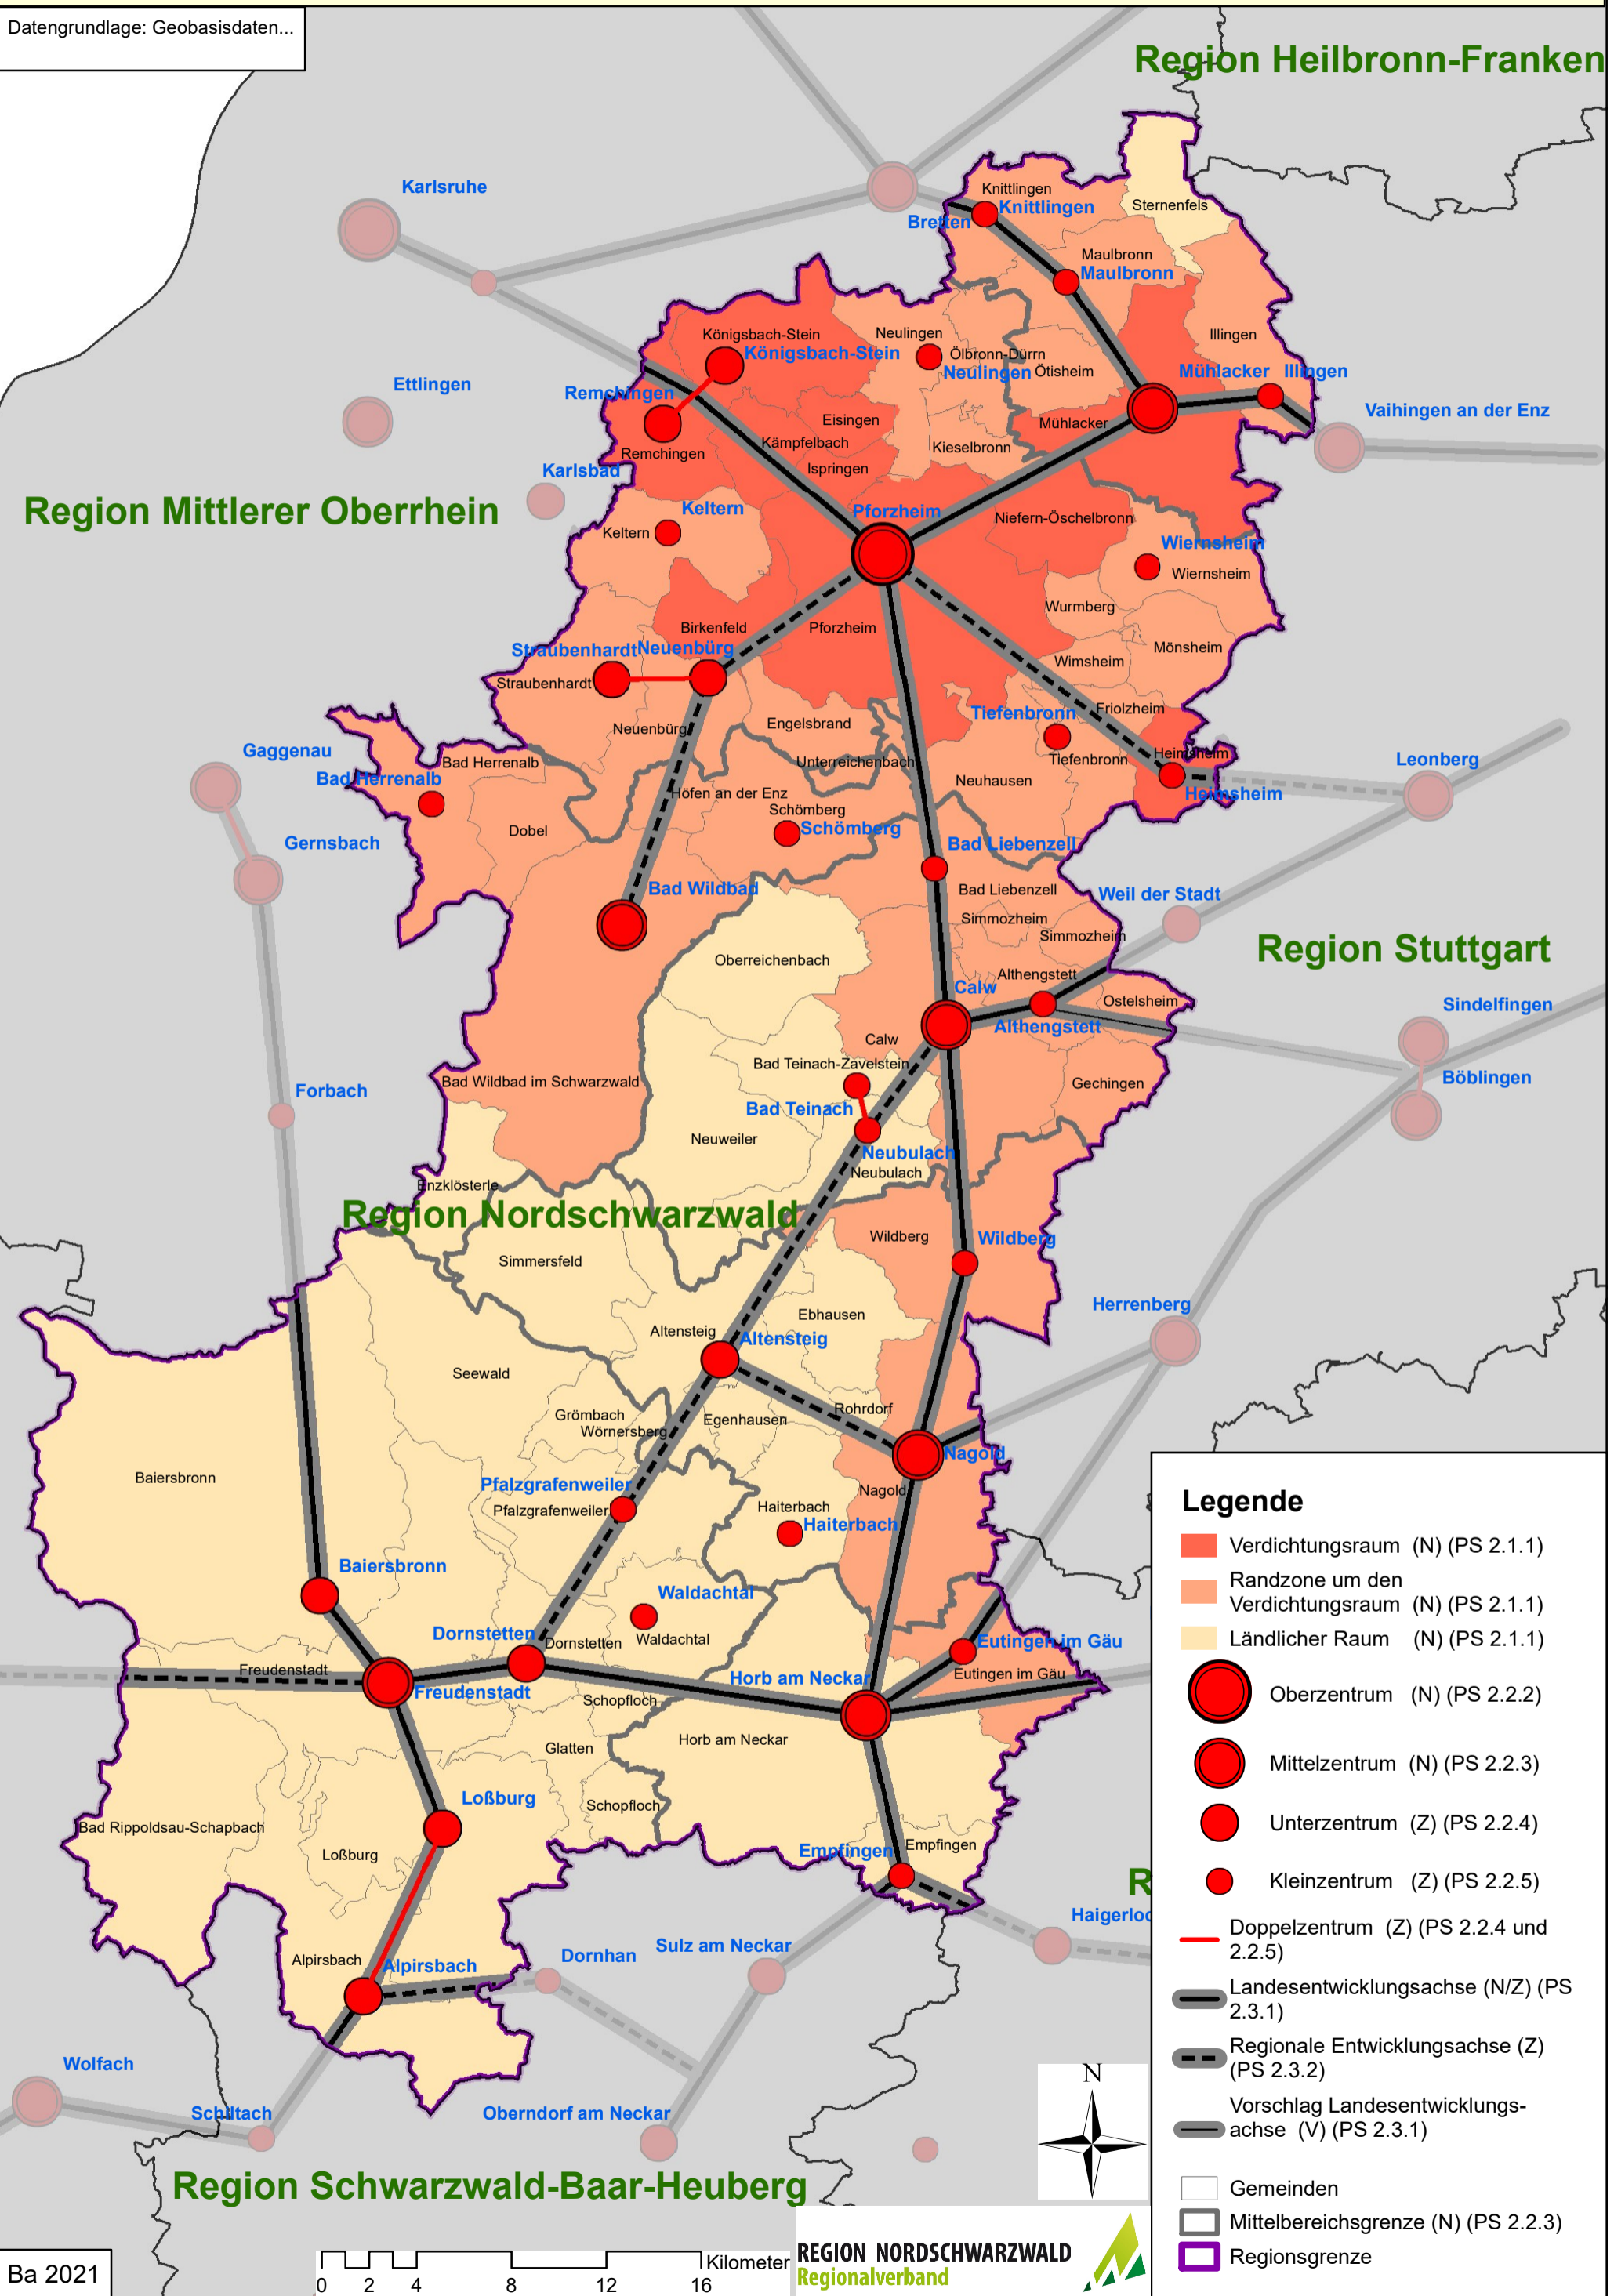 Datengrundlage: Geobasisdaten...
Region Heilbronn-Franken
Karlsruhe
Knittlingen
Knittlingen
Sternenfels
Bretten
Maulbronn
Maulbronn
Königsbach-Stein
Königsbach-Stein
Neulingen
Ölbronn-Dürrn
Neulingen
Ötisheim
Illingen
Mühlacker
Illingen
Ettlingen
Remchingen
Vaihingen an der Enz
Eisingen
Kämpfelbach
Mühlacker
Kieselbronn
Remchingen
Ispringen
Karlsbad
Region Mittlerer Oberrhein
Keltern
Keltern
Pforzheim
Niefern-Öschelbronn
Wiernsheim
Wiernsheim
Wurmberg
Birkenfeld
Pforzheim
Mönsheim
Straubenhardt
Neuenbürg
Wimsheim
Straubenhardt
Friolzheim
Tiefenbronn
Neuenbürg
Engelsbrand
Gaggenau
Bad Herrenalb
Bad Herrenalb
Unterreichenbach
Heimsheim
Tiefenbronn
Leonberg
Neuhausen
Höfen an der Enz
Heimsheim
Schömberg
Schömberg
Dobel
Gernsbach
Bad Liebenzell
Bad Wildbad
Bad Liebenzell
Weil der Stadt
Simmozheim
Simmozheim
Region Stuttgart
Oberreichenbach
Althengstett
Calw
Ostelsheim
Sindelfingen
Althengstett
Calw
Bad Teinach-Zavelstein
Böblingen
Bad Wildbad im Schwarzwald
Gechingen
Forbach
Bad Teinach
Neuweiler
Neubulach
Neubulach
Enzklösterle
Region Nordschwarzwald
Wildberg
Wildberg
Simmersfeld
Herrenberg
Ebhausen
Altensteig
Altensteig
Seewald
Rohrdorf
Grömbach
Egenhausen
Wörnersberg
Nagold
Baiersbronn
Pfalzgrafenweiler
Nagold
Pfalzgrafenweiler
Haiterbach
Haiterbach
Baiersbronn
Waldachtal
Dornstetten
Dornstetten
Waldachtal
Eutingen im Gäu
Freudenstadt
Eutingen im Gäu
Horb am Neckar
Freudenstadt
Schopfloch
Horb am Neckar
Glatten
Loßburg
Schopfloch
Bad Rippoldsau-Schapbach
Empfingen
Empfingen
Loßburg
R
Haigerloc
Sulz am Neckar
Dornhan
Alpirsbach
Alpirsbach
Wolfach
Schiltach
Oberndorf am Neckar
Region Schwarzwald-Baar-Heuberg
Legende
Verdichtungsraum (N) (PS 2.1.1)
Randzone um den
Verdichtungsraum (N) (PS 2.1.1)
Ländlicher Raum (N) (PS 2.1.1)
Oberzentrum (N) (PS 2.2.2)
Mittelzentrum (N) (PS 2.2.3)
Unterzentrum (Z) (PS 2.2.4)
Kleinzentrum (Z) (PS 2.2.5)
Doppelzentrum (Z) (PS 2.2.4 und
2.2.5)
Landesentwicklungsachse (N/Z) (PS
2.3.1)
Regionale Entwicklungsachse (Z)
(PS 2.3.2)
Vorschlag Landesentwicklungs-
achse (V) (PS 2.3.1)
Gemeinden
Mittelbereichsgrenze (N) (PS 2.2.3)
Regionsgrenze
N
REGION NORDSCHWARZWALD
Regionalverband
Kilometer
0 2 4 8 12 16
Ba 2021